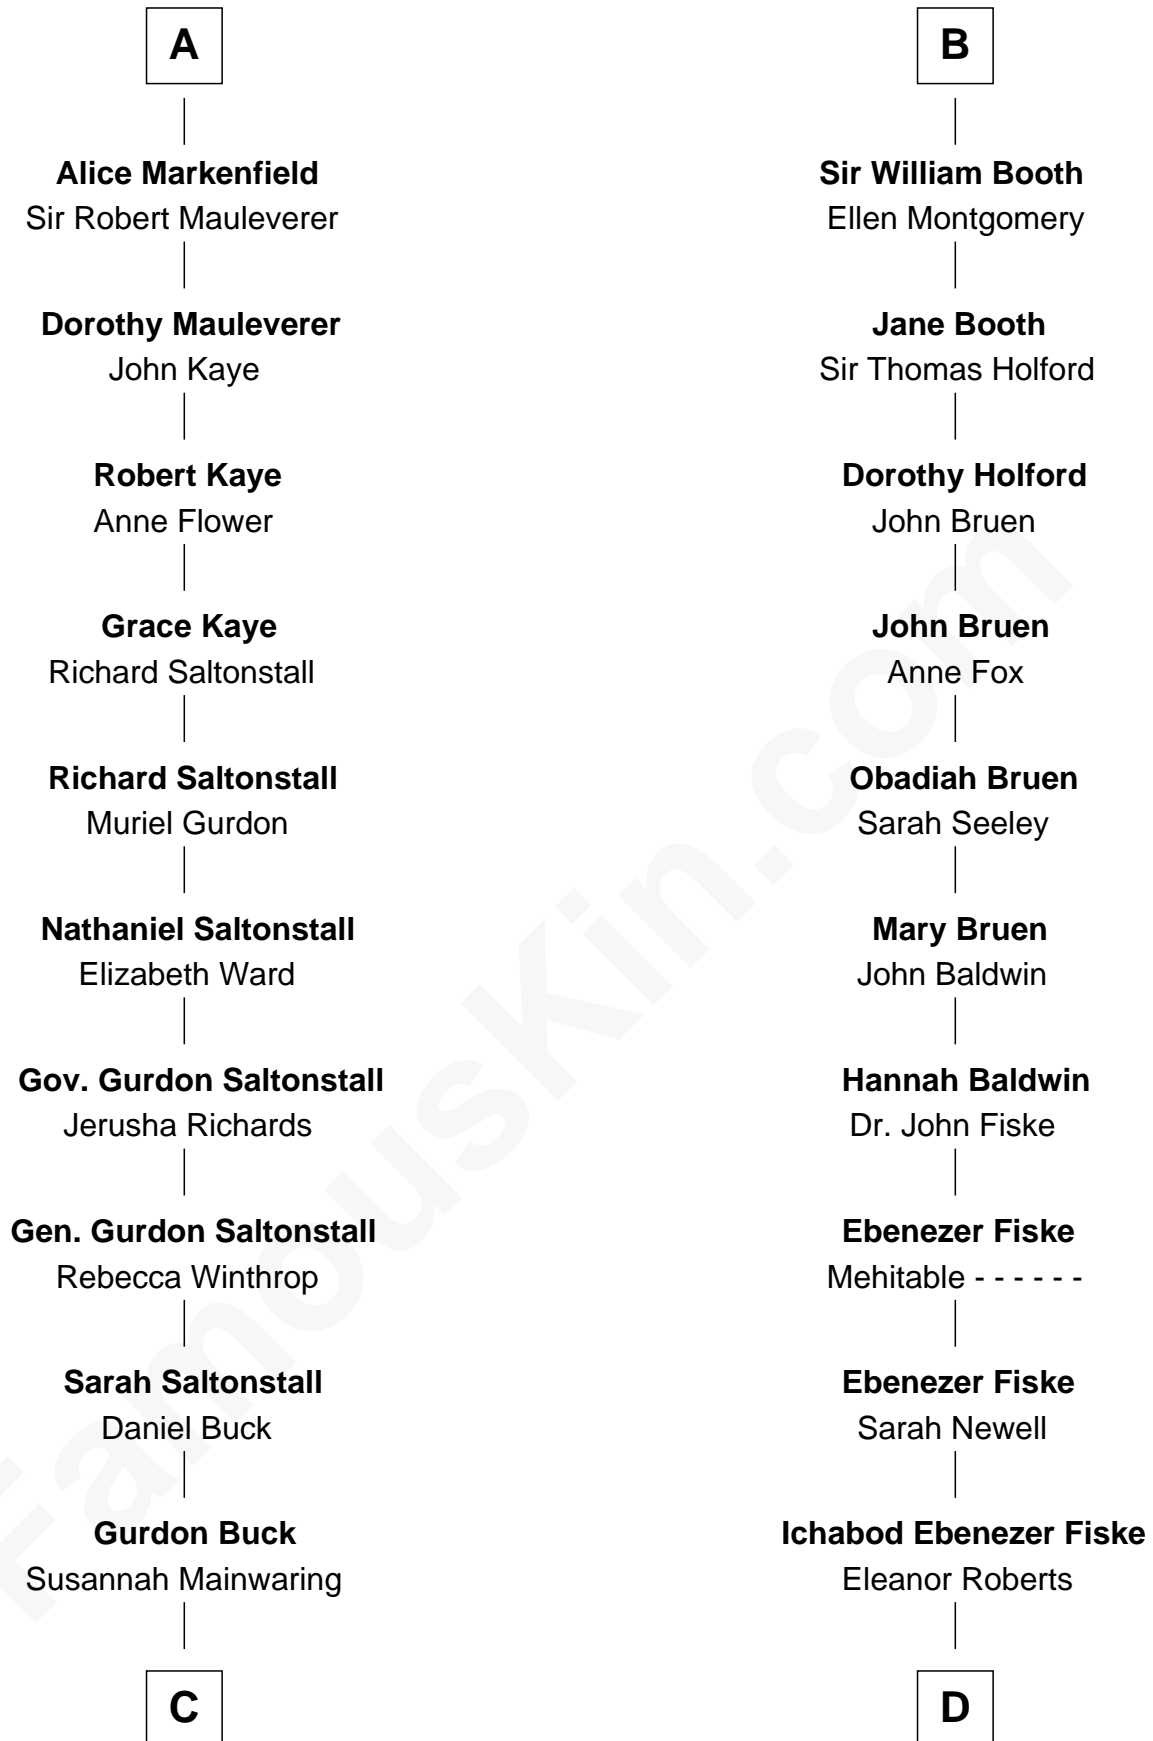 A
Alice Markenfield
Sir Robert Mauleverer
Dorothy Mauleverer
John Kaye
Robert Kaye
Anne Flower
Grace Kaye
Richard Saltonstall
Richard Saltonstall
Muriel Gurdon
Nathaniel Saltonstall
Elizabeth Ward
Gov. Gurdon Saltonstall
Jerusha Richards
Gen. Gurdon Saltonstall
Rebecca Winthrop
Sarah Saltonstall
Daniel Buck
Gurdon Buck
Susannah Mainwaring
C
B
Sir William Booth
Ellen Montgomery
Jane Booth
Sir Thomas Holford
Dorothy Holford
John Bruen
John Bruen
Anne Fox
Obadiah Bruen
Sarah Seeley
Mary Bruen
John Baldwin
Hannah Baldwin
Dr. John Fiske
Ebenezer Fiske
Mehitable - - - - - -
Ebenezer Fiske
Sarah Newell
Ichabod Ebenezer Fiske
Eleanor Roberts
D
FamousKin.com